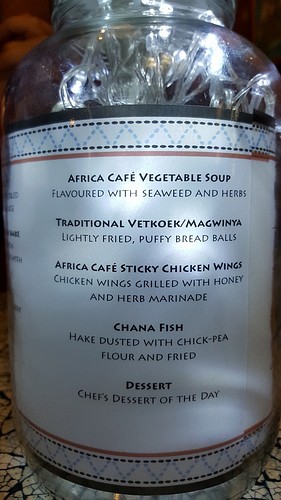 Africa Café Vegetable Soup
Flavoured with seaweed and herbs
Traditional Vetkoek/Magwinya
Lightly fried, puffy bread balls
Africa Café Sticky Chicken Wings
Chicken wings grilled with honey
and herb marinade
Chana Fish
Hake dusted with chick-pea
flour and fried
Dessert
Chef's Dessert of the Day